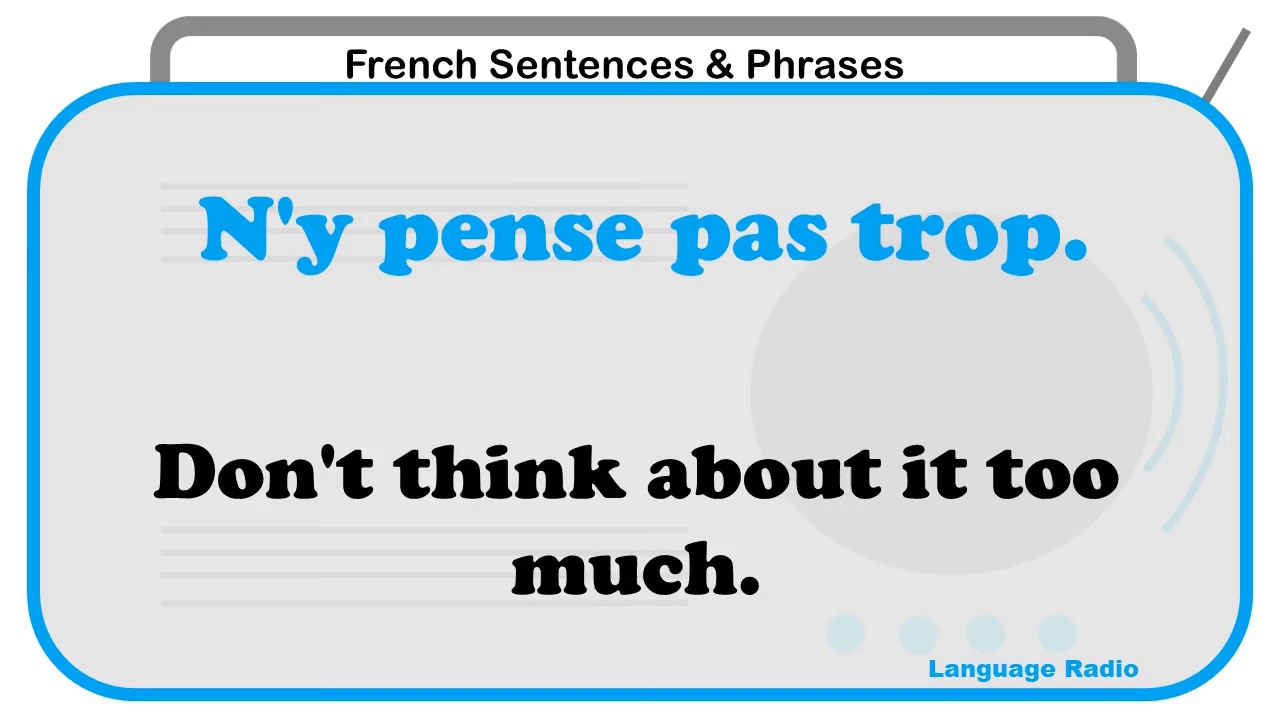 French Sentences & Phrases
N'y pense pas trop.
Don't think about it too
much.
Language Radio